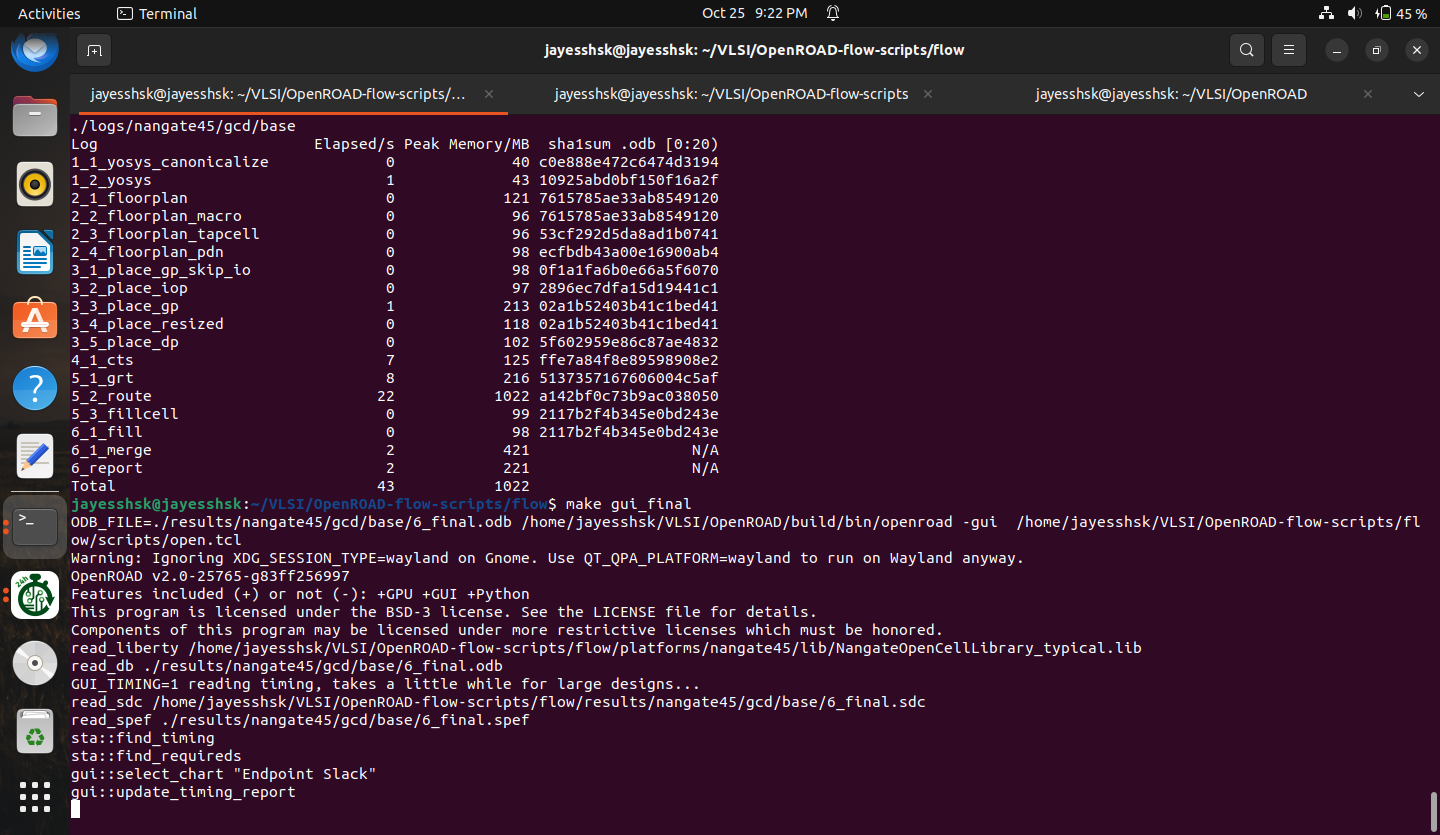 Activities Terminal Oct 25 9:22 PM 45 %
jayesshsk@jayesshsk: ~/VLSI/OpenROAD-flow-scripts/flow
jayesshsk@jayesshsk: ~/VLSI/OpenROAD-flow-scripts/... jayesshsk@jayesshsk: ~/VLSI/OpenROAD-flow-scripts jayesshsk@jayesshsk: ~/VLSI/OpenROAD
./logs/nangate45/gcd/base
Log Elapsed/s Peak Memory/MB sha1sum .odb [0:20)
1_1_yosys_canonicalize 0 40 c0e888e472c6474d3194
1_2_yosys 1 43 10925abd0bf150f16a2f
2_1_floorplan 0 121 7615785ae33ab8549120
2_2_floorplan_macro 0 96 7615785ae33ab8549120
2_3_floorplan_tapcell 0 96 53cf292d5da8ad1b0741
2_4_floorplan_pdn 0 98 ecfbdb43a00e16900ab4
3_1_place_gp_skip_io 0 98 0f1a1fa6b0e66a5f6070
3_2_place_iop 0 97 2896ec7dfa15d19441c1
3_3_place_gp 1 213 02a1b52403b41c1bed41
3_4_place_resized 0 118 02a1b52403b41c1bed41
3_5_place_dp 0 102 5f602959e86c87ae4832
4_1_cts 7 125 ffe7a84f8e89598908e2
5_1_grt 8 216 5137357167606004c5af
5_2_route 22 1022 a142bf0c73b9ac038050
5_3_fillcell 0 99 2117b2f4b345e0bd243e
6_1_fill 0 98 2117b2f4b345e0bd243e
6_1_merge 2 421 N/A
6_report 2 221 N/A
Total 43 1022
jayesshsk@jayesshsk:~/VLSI/OpenROAD-flow-scripts/flow$ make gui_final
ODB_FILE=./results/nangate45/gcd/base/6_final.odb /home/jayesshsk/VLSI/OpenROAD/build/bin/openroad -gui /home/jayesshsk/VLSI/OpenROAD-flow-scripts/fl
ow/scripts/open.tcl
Warning: Ignoring XDG_SESSION_TYPE=wayland on Gnome. Use QT_QPA_PLATFORM=wayland to run on Wayland anyway.
OpenROAD v2.0-25765-g83ff256997
Features included (+) or not (-): +GPU +GUI +Python
This program is licensed under the BSD-3 license. See the LICENSE file for details.
Components of this program may be licensed under more restrictive licenses which must be honored.
read_liberty /home/jayesshsk/VLSI/OpenROAD-flow-scripts/flow/platforms/nangate45/lib/NangateOpenCellLibrary_typical.lib
read_db ./results/nangate45/gcd/base/6_final.odb
GUI_TIMING=1 reading timing, takes a little while for large designs...
read_sdc /home/jayesshsk/VLSI/OpenROAD-flow-scripts/flow/results/nangate45/gcd/base/6_final.sdc
read_spef ./results/nangate45/gcd/base/6_final.spef
sta::find_timing
sta::find_requireds
gui::select_chart "Endpoint Slack"
gui::update_timing_report
24h